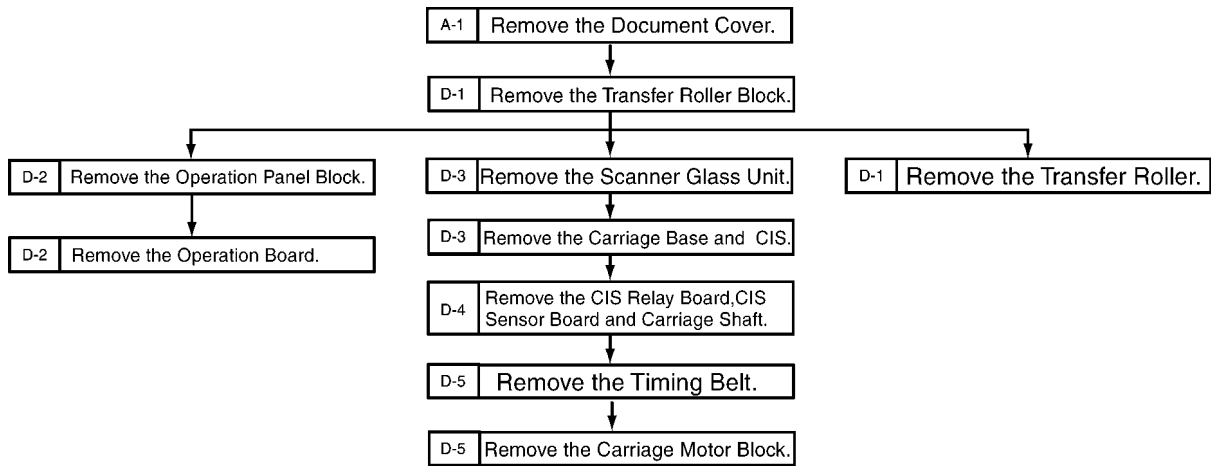 A-1 Remove the Document Cover.
D-1 Remove the Transfer Roller Block.
D-2 Remove the Operation Panel Block.
D-3 Remove the Scanner Glass Unit.
D-1 Remove the Transfer Roller.
D-2 Remove the Operation Board.
D-3 Remove the Carriage Base and CIS.
D-4 Remove the CIS Relay Board,CIS
Sensor Board and Carriage Shaft.
D-5 Remove the Timing Belt.
D-5 Remove the Carriage Motor Block.